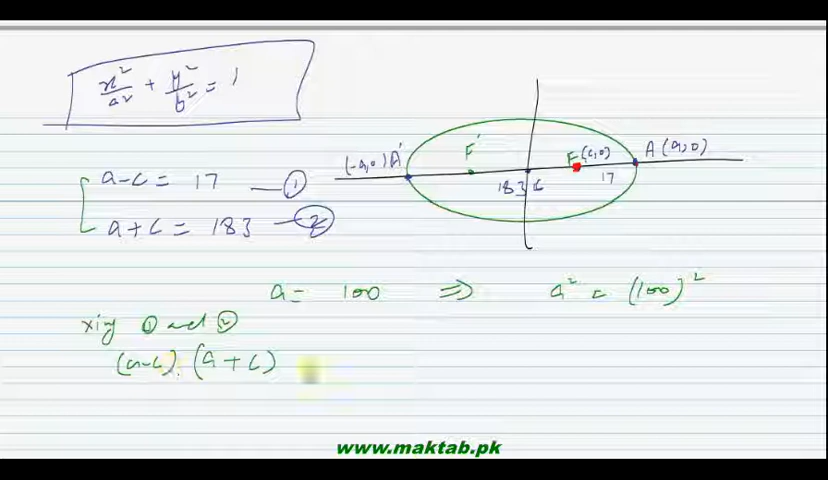 x²/a² + y²/b² = 1
F'
(-a,0) A'
F (c,0)
A (a,0)
183
C
17
a-c = 17 — ①
a+c = 183 — ②
a = 100 ⇒ a² = (100)²
xing ① and ②
(a-c).(a+c)
www.maktab.pk